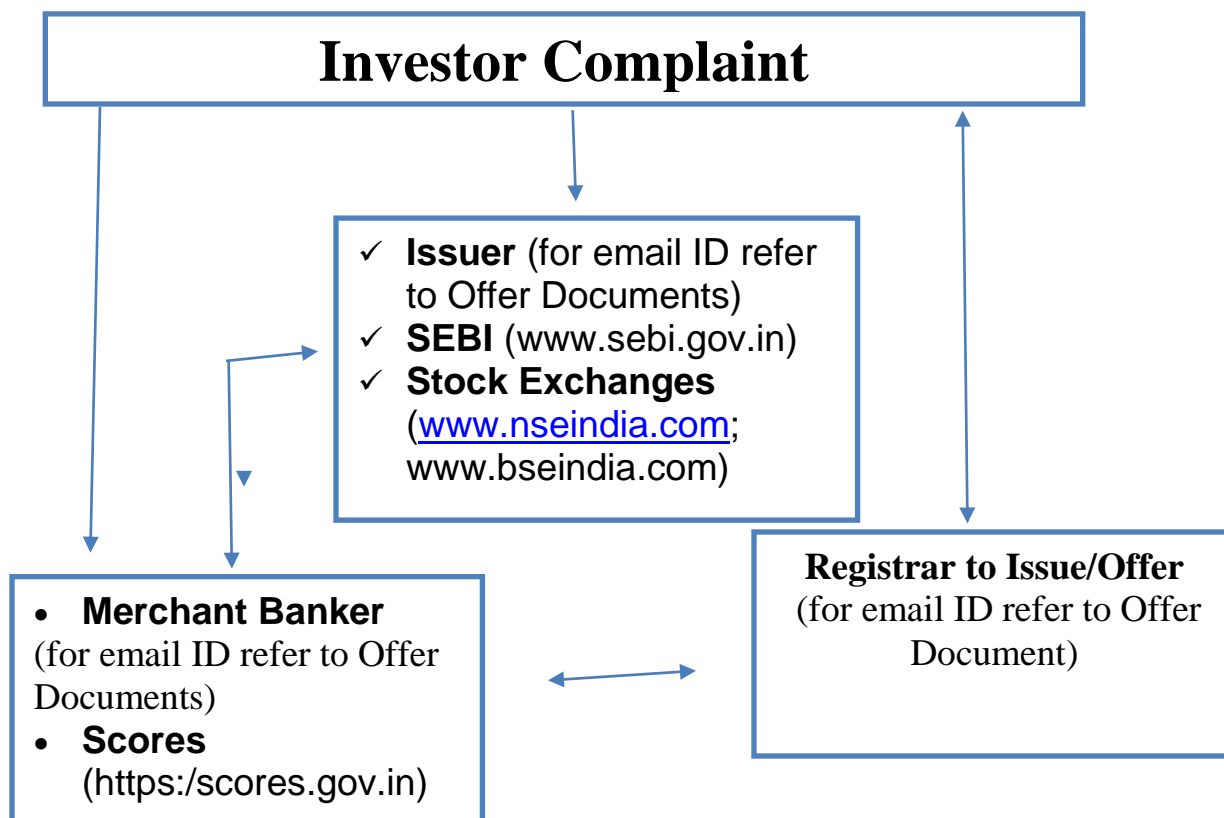 Investor Complaint
✓ Issuer (for email ID refer
to Offer Documents)
✓ SEBI (www.sebi.gov.in)
✓ Stock Exchanges
(www.nseindia.com;
www.bseindia.com)
• Merchant Banker
(for email ID refer to Offer
Documents)
• Scores
(https:/scores.gov.in)
Registrar to Issue/Offer
(for email ID refer to Offer
Document)